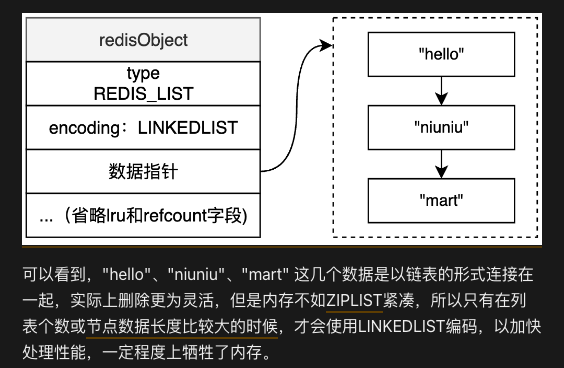 redisObject
type
REDIS_LIST
encoding：LINKEDLIST
数据指针
...（省略lru和refcount字段)
"hello"
"niuniu"
"mart"
可以看到，"hello"、"niuniu"、"mart" 这几个数据是以链表的形式连接在
一起，实际上删除更为灵活，但是内存不如ZIPLIST紧凑，所以只有在列
表个数或节点数据长度比较大的时候，才会使用LINKEDLIST编码，以加快
处理性能，一定程度上牺牲了内存。